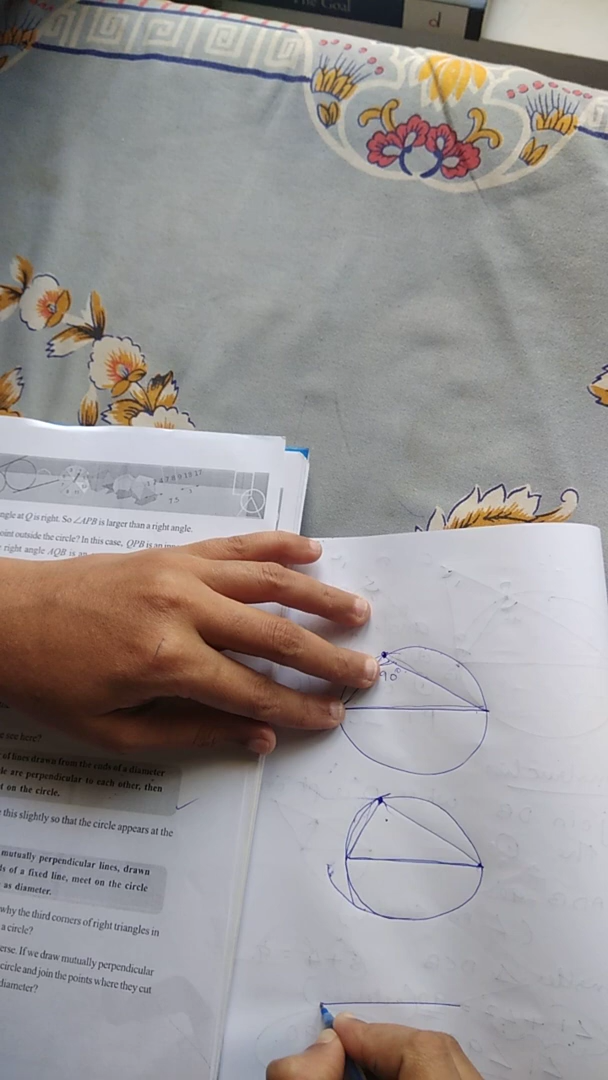 The Goal
d
ngle at Q is right. So ∠APB is larger than a right angle.
oint outside the circle? In this case, QPB is an
right angle AQB is
90°
see here?
of lines drawn from the ends of a diameter
le are perpendicular to each other, then
t on the circle.
this slightly so that the circle appears at the
mutually perpendicular lines, drawn
ds of a fixed line, meet on the circle
as diameter.
why the third corners of right triangles in
a circle?
erse. If we draw mutually perpendicular
circle and join the points where they cut
diameter?